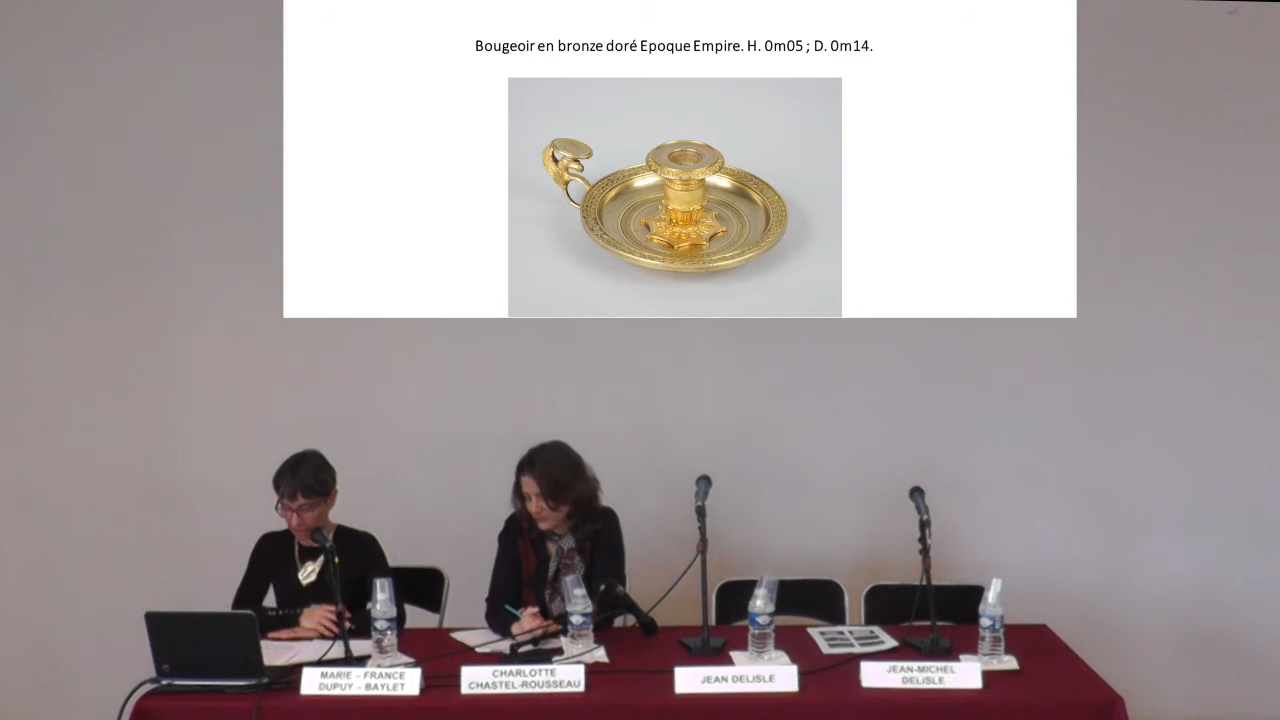 Bougeoir en bronze doré Epoque Empire. H. 0m05 ; D. 0m14.
MARIE - FRANCE
DUPUY - BAYLET
CHARLOTTE
CHASTEL-ROUSSEAU
JEAN DELISLE
JEAN-MICHEL
DELISLE